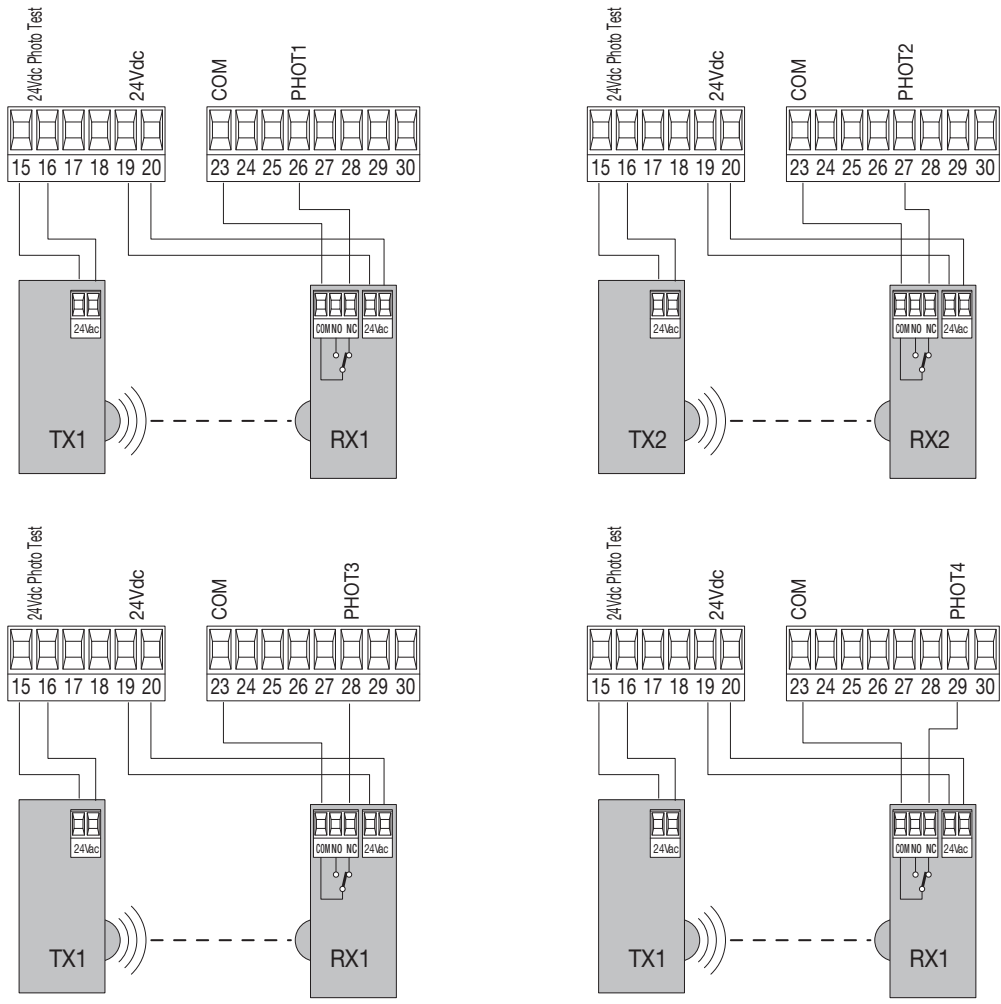 24Vdc Photo Test
24Vdc
COM
PHOT1
15 16 17 18 19 20
23 24 25 26 27 28 29 30
24Vac
COM NO NC
24Vac
TX1
RX1
24Vdc Photo Test
24Vdc
COM
PHOT2
15 16 17 18 19 20
23 24 25 26 27 28 29 30
24Vac
COM NO NC
24Vac
TX2
RX2
24Vdc Photo Test
24Vdc
COM
PHOT3
15 16 17 18 19 20
23 24 25 26 27 28 29 30
24Vac
COM NO NC
24Vac
TX1
RX1
24Vdc Photo Test
24Vdc
COM
PHOT4
15 16 17 18 19 20
23 24 25 26 27 28 29 30
24Vac
COM NO NC
24Vac
TX1
RX1